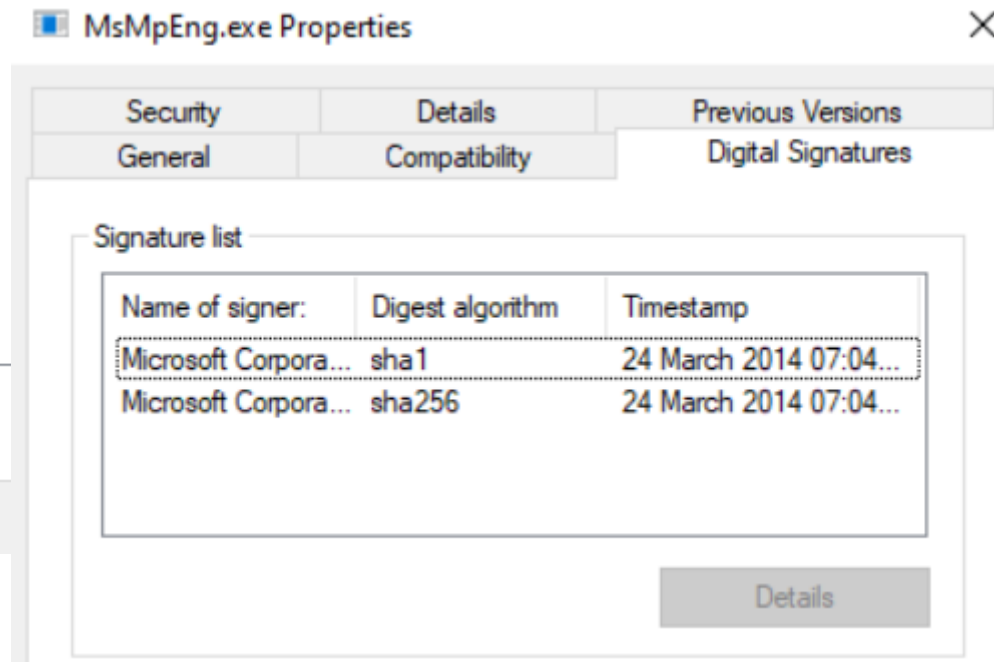 MsMpEng.exe Properties
Security Details Previous Versions
General Compatibility Digital Signatures
Signature list
Name of signer: Digest algorithm Timestamp
Microsoft Corpora... sha1 24 March 2014 07:04...
Microsoft Corpora... sha256 24 March 2014 07:04...
Details